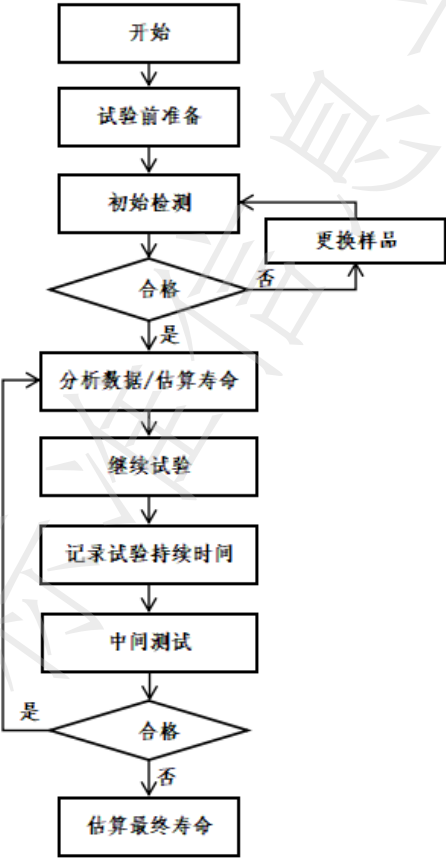 开始
试验前准备
初始检测
更换样品
合格
否
是
分析数据/估算寿命
继续试验
记录试验持续时间
中间测试
是
合格
否
估算最终寿命